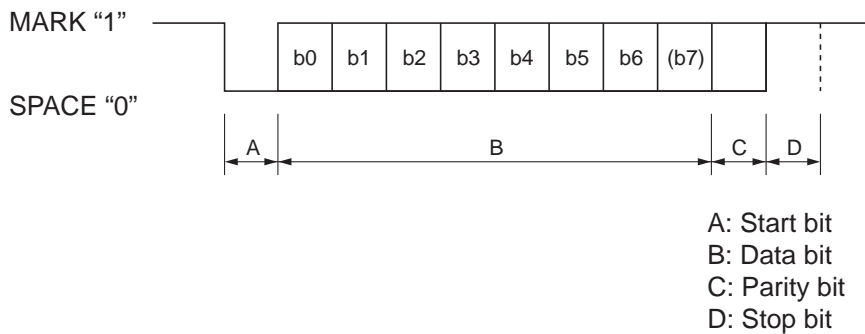 MARK “1”
b0 b1 b2 b3 b4 b5 b6 (b7)
SPACE “0”
A B C D
A: Start bit
B: Data bit
C: Parity bit
D: Stop bit